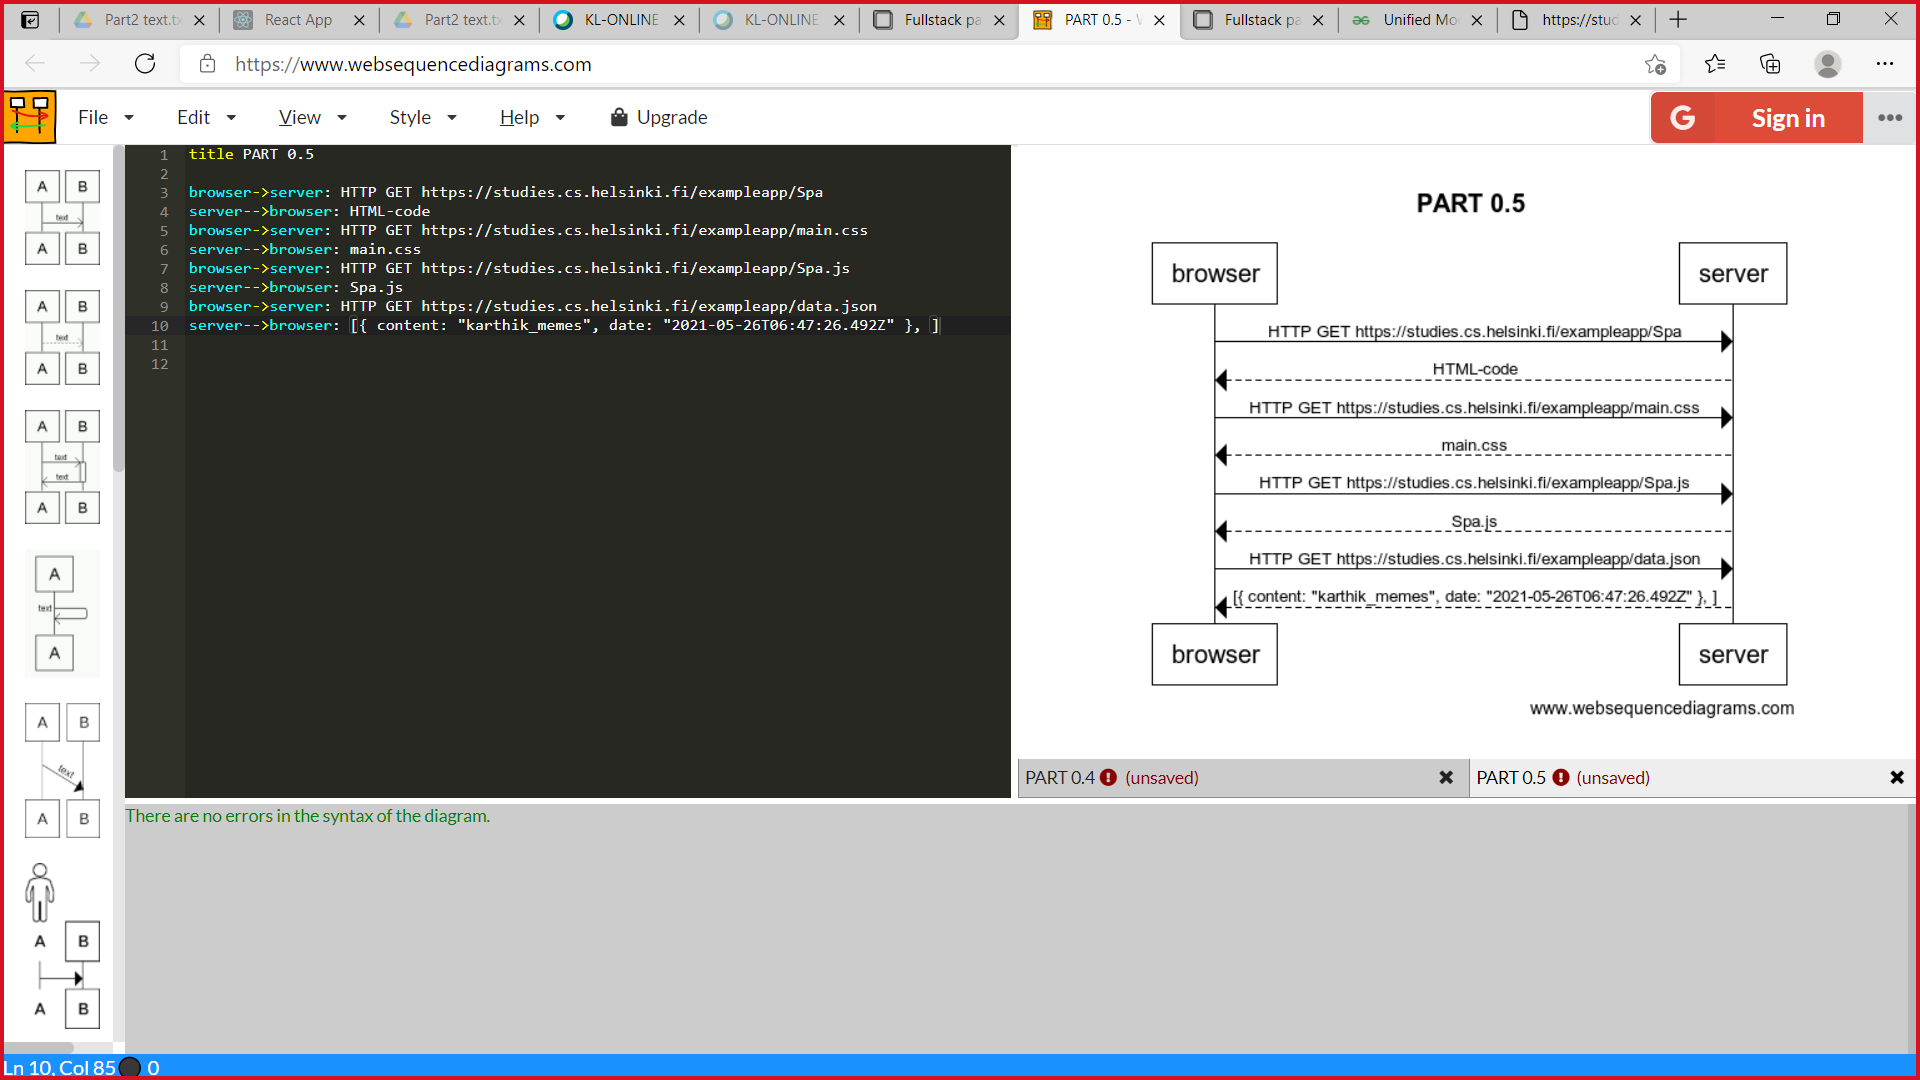 Part2 text.tx
React App
Part2 text.tx
KL-ONLINE
KL-ONLINE
Fullstack pa
PART 0.5 - W
Fullstack pa
Unified Mo
https://stud
https://www.websequencediagrams.com
File
Edit
View
Style
Help
Upgrade
G
Sign in
1 title PART 0.5
2
3 browser->server: HTTP GET https://studies.cs.helsinki.fi/exampleapp/Spa
4 server-->browser: HTML-code
5 browser->server: HTTP GET https://studies.cs.helsinki.fi/exampleapp/main.css
6 server-->browser: main.css
7 browser->server: HTTP GET https://studies.cs.helsinki.fi/exampleapp/Spa.js
8 server-->browser: Spa.js
9 browser->server: HTTP GET https://studies.cs.helsinki.fi/exampleapp/data.json
10 server-->browser: [{ content: "karthik_memes", date: "2021-05-26T06:47:26.492Z" }, ]
11
12
A B
text
A B
A B
text
A B
A B
text
text
A B
A
text
A
A B
text
A B
A B
A B
PART 0.5
browser server
HTTP GET https://studies.cs.helsinki.fi/exampleapp/Spa
HTML-code
HTTP GET https://studies.cs.helsinki.fi/exampleapp/main.css
main.css
HTTP GET https://studies.cs.helsinki.fi/exampleapp/Spa.js
Spa.js
HTTP GET https://studies.cs.helsinki.fi/exampleapp/data.json
[{ content: "karthik_memes", date: "2021-05-26T06:47:26.492Z" }, ]
browser server
www.websequencediagrams.com
PART 0.4 ! (unsaved)
PART 0.5 ! (unsaved)
There are no errors in the syntax of the diagram.
Ln 10, Col 85 0